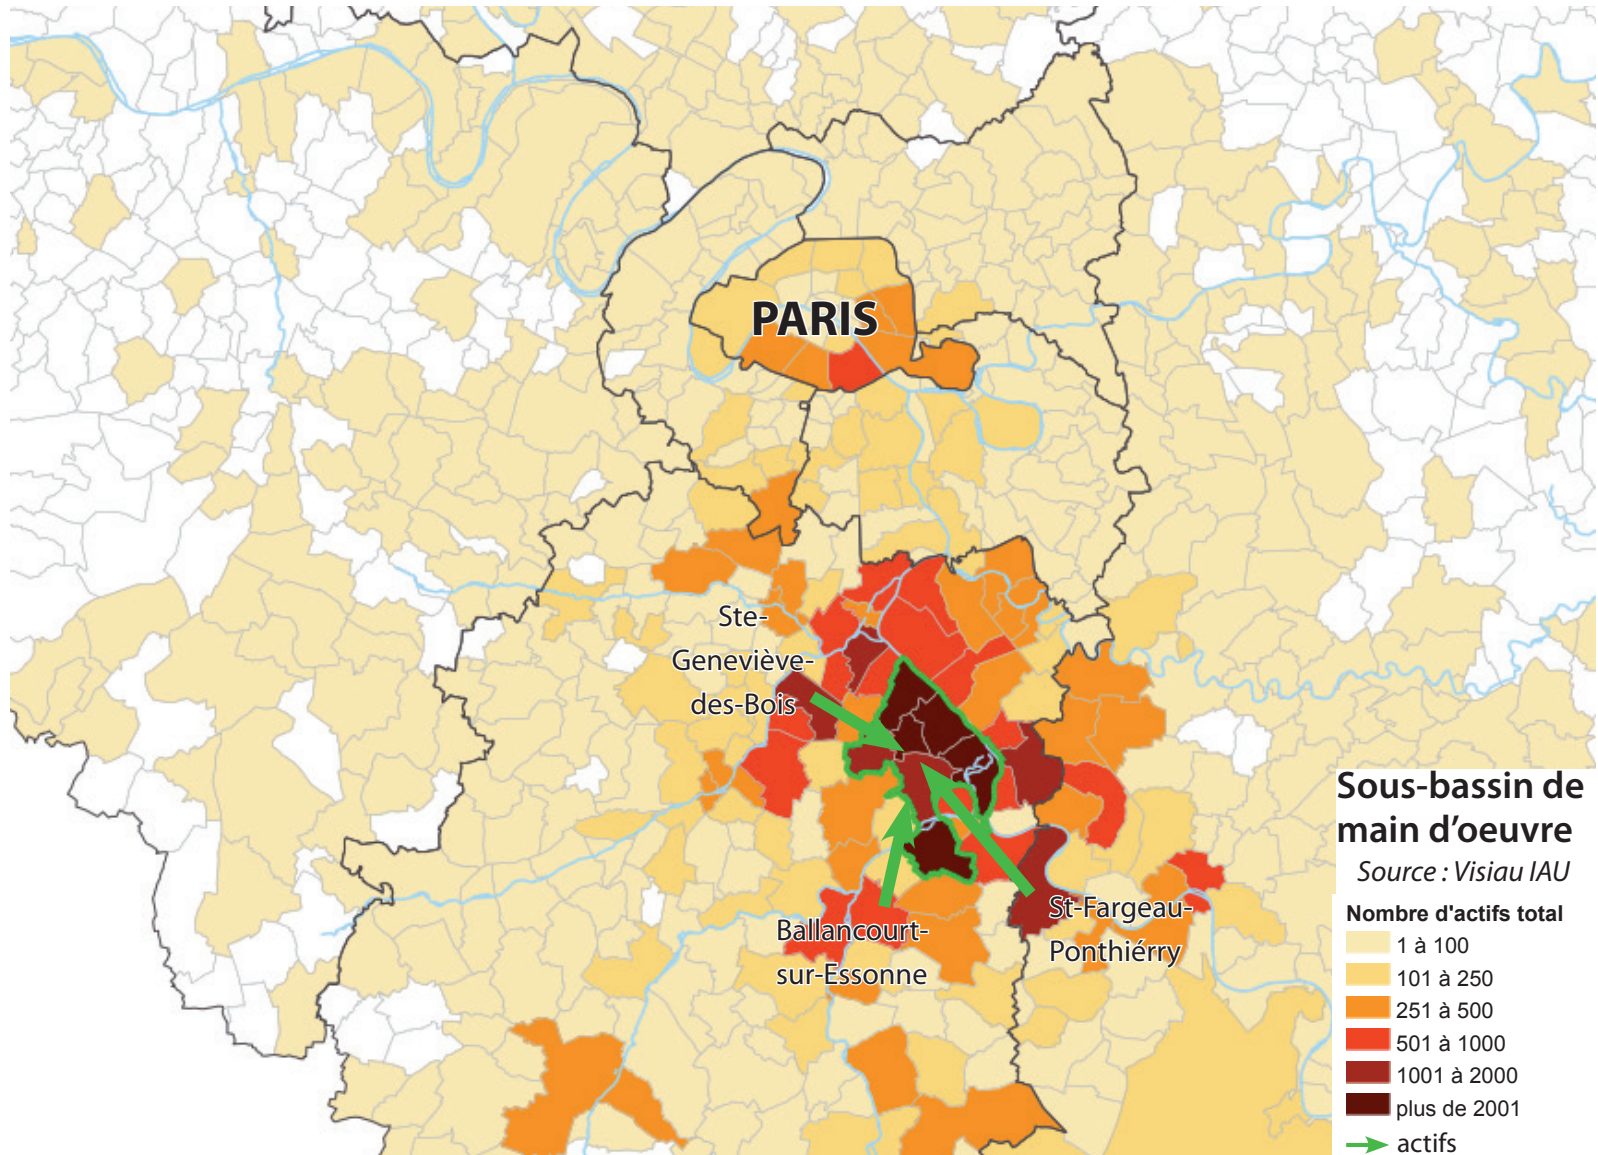 PARIS
Ste-
Geneviève-
des-Bois
Ballancourt-
sur-Essonne
St-Fargeau-
Ponthiérry
Sous-bassin de
main d'oeuvre
Source : Visiau IAU
Nombre d'actifs total
1 à 100
101 à 250
251 à 500
501 à 1000
1001 à 2000
plus de 2001
actifs